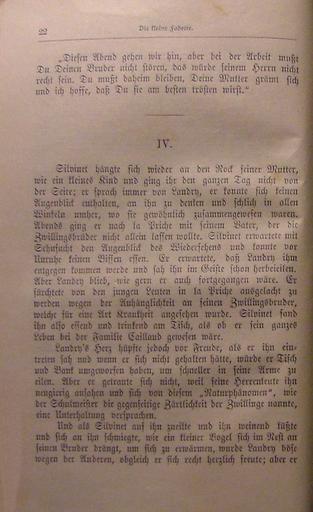 22
Die kleine Fadette.
„Diesen Abend gehen wir hin, aber bei der Arbeit mußt
Du Deinen Bruder nicht stören, das würde seinem Herrn nicht
recht sein. Du mußt daheim bleiben, Deine Mutter grämt sich
und ich hoffe, daß Du sie am besten trösten wirst.“
IV.
Silvinet hängte sich wieder an den Rock seiner Mutter,
wie ein kleines Kind und ging ihr den ganzen Tag nicht von
der Seite; er sprach immer von Landry, er konnte sich keinen
Augenblick enthalten, an ihn zu denken und schlich in allen
Winkeln umher, wo sie gewöhnlich zusammengewesen waren.
Abends ging er nach la Priche mit seinem Vater, der die
Zwillingsbrüder nicht allein lassen wollte. Silvinet erwartete mit
Sehnsucht den Augenblick des Wiedersehens und konnte vor
Unruhe keinen Bissen essen. Er erwartete, daß Landry ihm
entgegen kommen werde und sah ihn im Geiste schon herbeieilen.
Aber Landry blieb, wie gern er auch fortgegangen wäre. Er
fürchtete von den jungen Leuten in la Priche ausgelacht zu
werden wegen der Anhänglichkeit an seinen Zwillingsbruder,
welche für eine Art Krankheit angesehen wurde. Silvinet fand
ihn also essend und trinkend am Tisch, als ob er sein ganzes
Leben bei der Familie Caillaud gewesen wäre.
Landry's Herz hüpfte jedoch vor Freude, als er ihn ein-
treten sah und wenn er sich nicht gehalten hätte, würde er Tisch
und Bank umgeworfen haben, um schneller in seine Arme zu
eilen. Aber er getraute sich nicht, weil seine Herrenleute ihn
neugierig ansahen und sich von diesem „Naturphänomen“, wie
der Schulmeister die gegenseitige Zärtlichkeit der Zwillinge nannte,
eine Unterhaltung versprachen.
Und als Silvinet auf ihn zueilte und ihn weinend küßte
und sich an ihn schmiegte, wie ein kleiner Vogel sich im Nest an
seinen Bruder drängt, um sich zu erwärmen, wurde Landry böse
wegen der Anderen, obgleich er sich recht herzlich freute; aber er